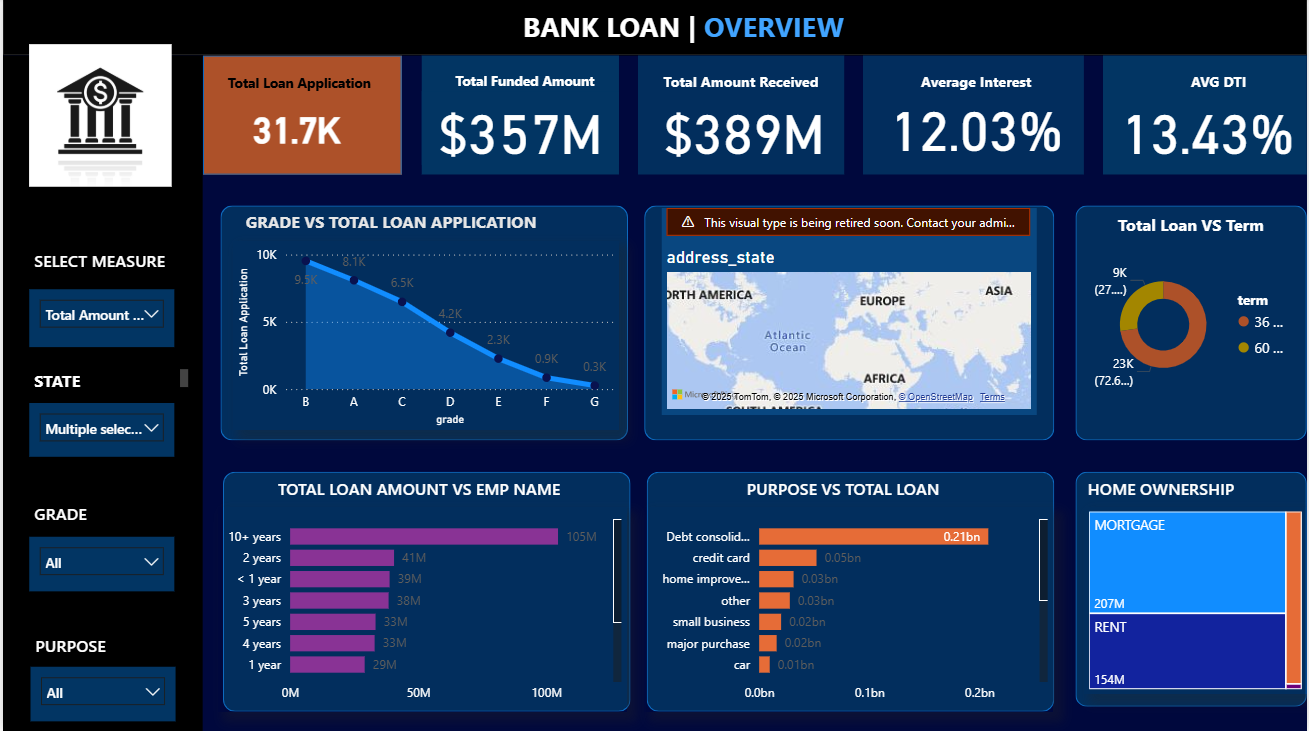 BANK LOAN | OVERVIEW
$
Total Loan Application
31.7K
Total Funded Amount
$357M
Total Amount Received
$389M
Average Interest
12.03%
AVG DTI
13.43%
SELECT MEASURE
Total Amount ...
STATE
Multiple selec...
GRADE
All
PURPOSE
All
GRADE VS TOTAL LOAN APPLICATION
Total Loan Application
10K
5K
0K
9.5K
8.1K
6.5K
4.2K
2.3K
0.9K
0.3K
B A C D E F G
grade
This visual type is being retired soon. Contact your admi...
address_state
ORTH AMERICA
EUROPE
ASIA
Atlantic
Ocean
AFRICA
© 2025 TomTom, © 2025 Microsoft Corporation, © OpenStreetMap Terms
SOUTH AMERICA
Total Loan VS Term
9K
(27....)
23K
(72.6...)
term
36 ...
60 ...
TOTAL LOAN AMOUNT VS EMP NAME
10+ years 105M
2 years 41M
< 1 year 39M
3 years 38M
5 years 33M
4 years 33M
1 year 29M
0M 50M 100M
PURPOSE VS TOTAL LOAN
Debt consolid... 0.21bn
credit card 0.05bn
home improve... 0.03bn
other 0.03bn
small business 0.02bn
major purchase 0.02bn
car 0.01bn
0.0bn 0.1bn 0.2bn
HOME OWNERSHIP
MORTGAGE
207M
RENT
154M